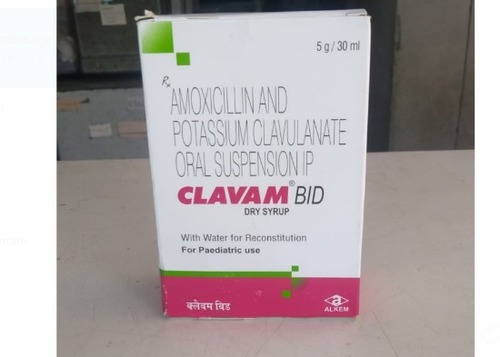 5 g / 30 ml
Rx
AMOXICILLIN AND
POTASSIUM CLAVULANATE
ORAL SUSPENSION IP
CLAVAM® BID
DRY SYRUP
With Water for Reconstitution
For Paediatric use
क्लेवम बिड
a
ALKEM